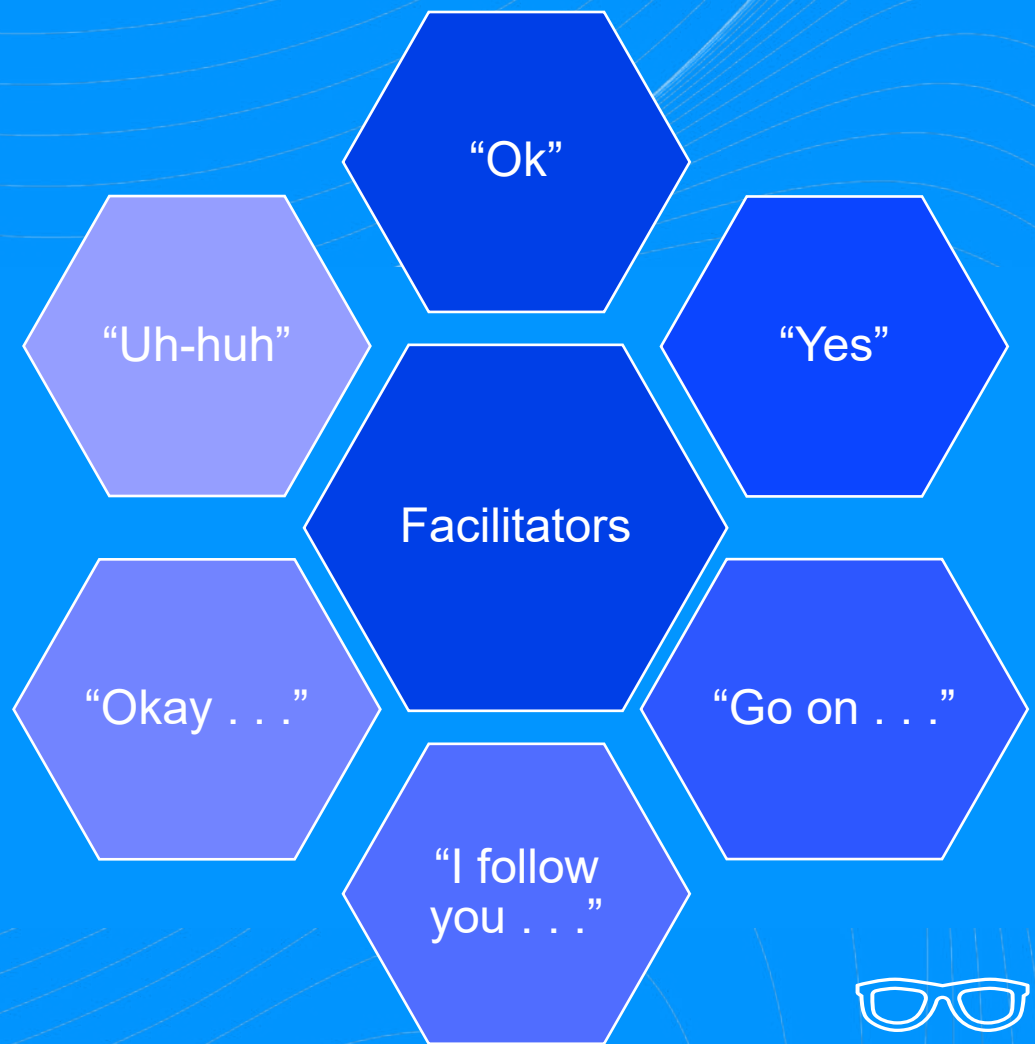 “Ok”
“Uh-huh”
“Yes”
Facilitators
“Okay . . .”
“Go on . . .”
“I follow
you . . .”